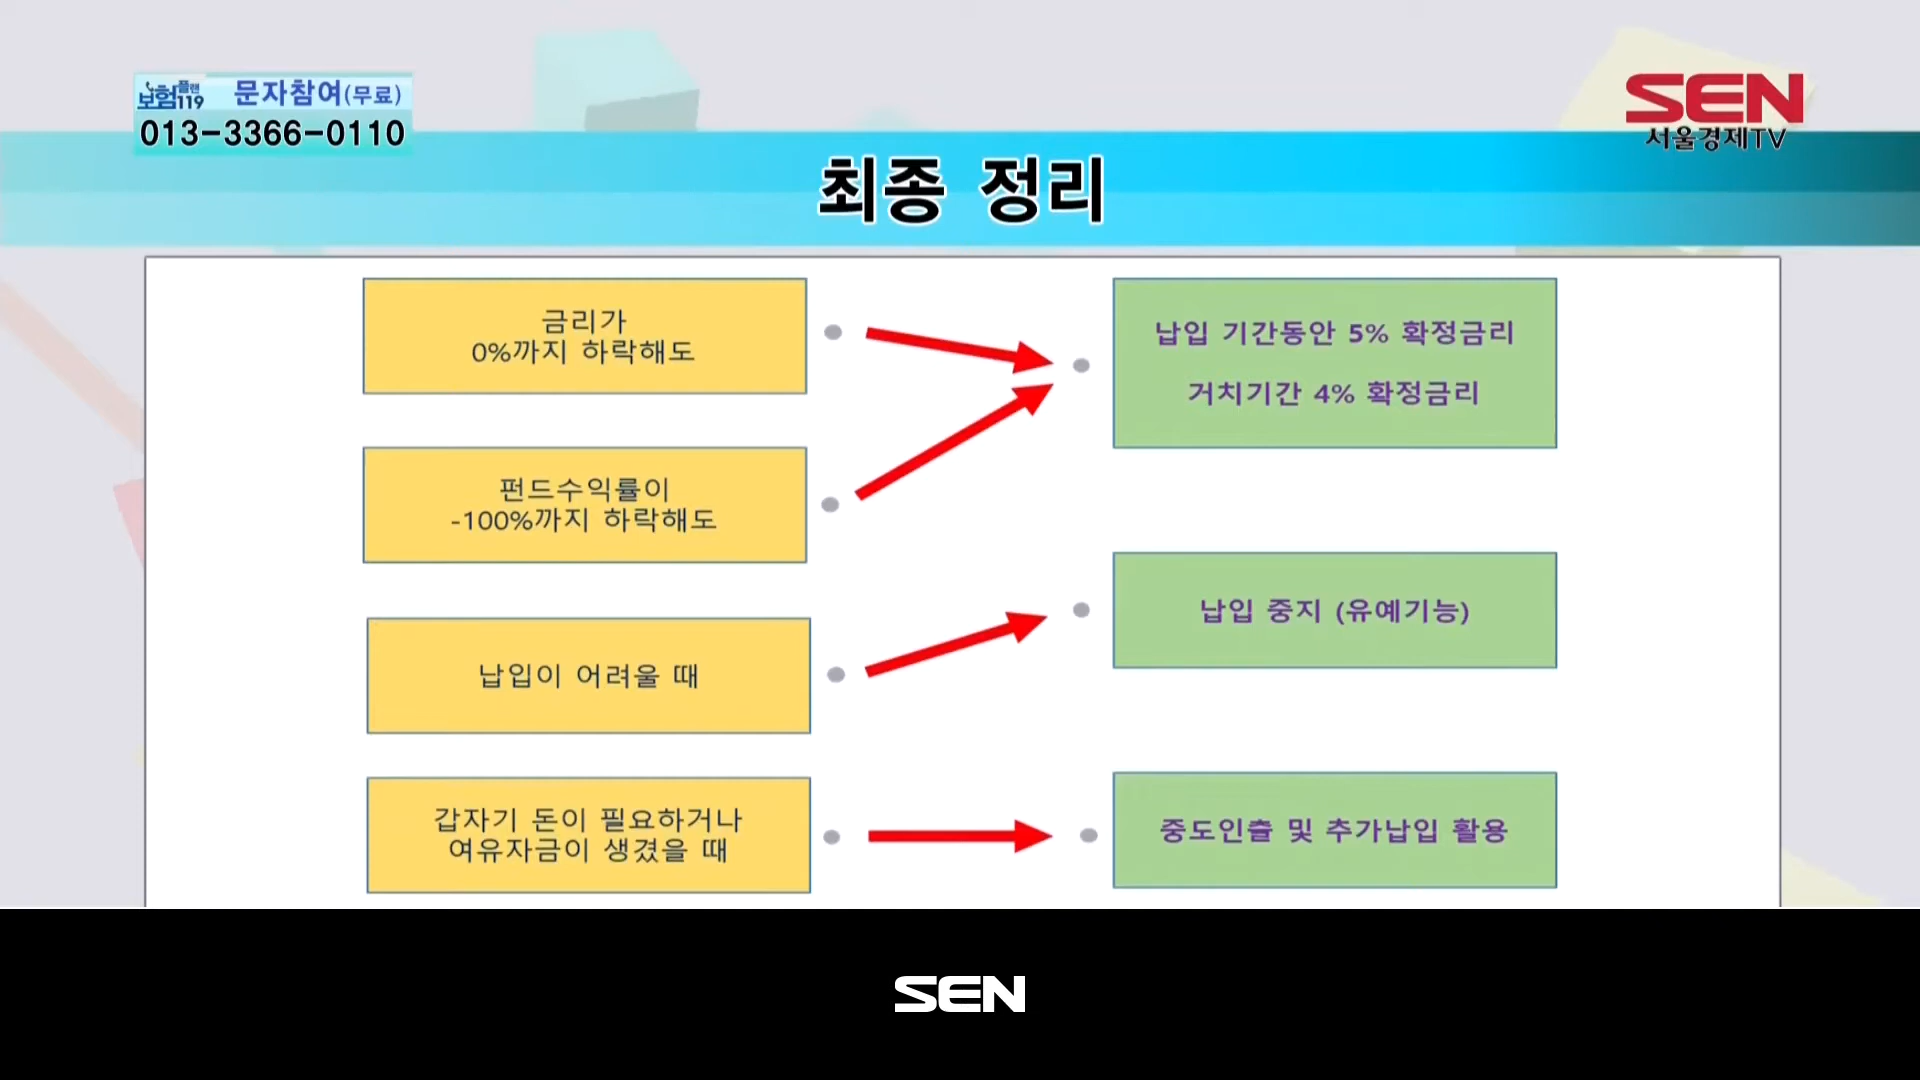 보험플랜119 문자참여(무료)
013-3366-0110
SEN
서울경제TV
최종 정리
금리가
0%까지 하락해도
납입 기간동안 5% 확정금리
거치기간 4% 확정금리
펀드수익률이
-100%까지 하락해도
납입이 어려울 때
납입 중지 (유예기능)
갑자기 돈이 필요하거나
여유자금이 생겼을 때
중도인출 및 추가납입 활용
SEN